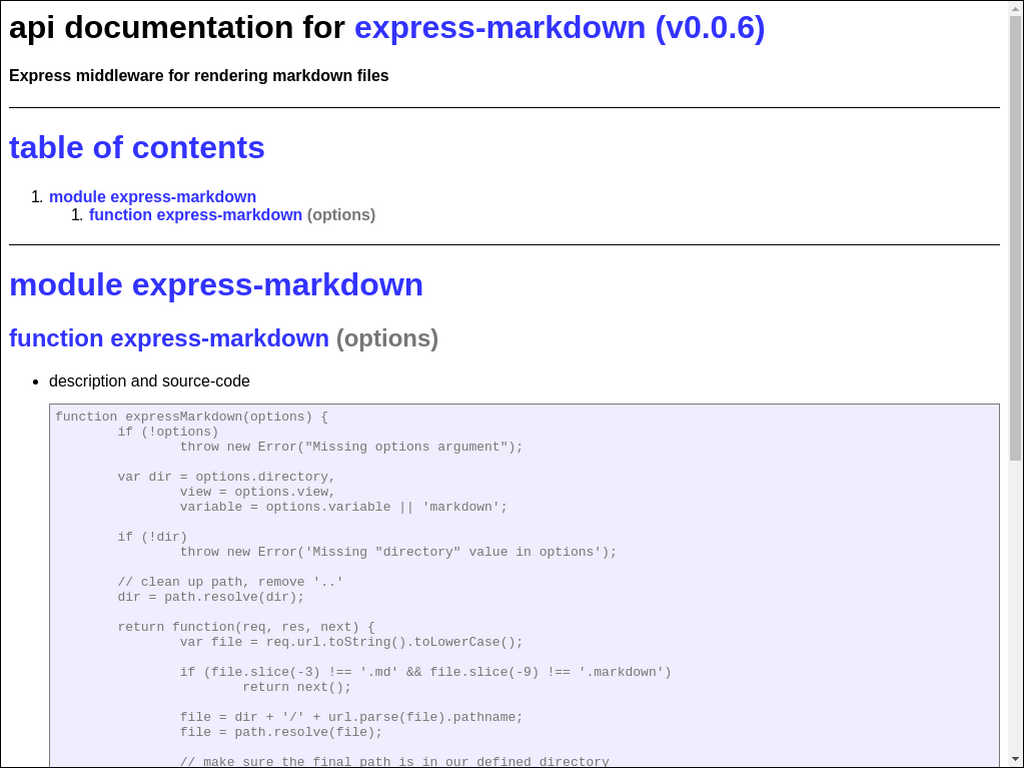 api documentation for express-markdown (v0.0.6)
Express middleware for rendering markdown files
table of contents
1. module express-markdown
1. function express-markdown (options)
module express-markdown
function express-markdown (options)
• description and source-code
function expressMarkdown(options) {
        if (!options)
                throw new Error("Missing options argument");
        var dir = options.directory,
                view = options.view,
                variable = options.variable || 'markdown';
        if (!dir)
                throw new Error('Missing "directory" value in options');
        // clean up path, remove '..'
        dir = path.resolve(dir);
        return function(req, res, next) {
                var file = req.url.toString().toLowerCase();
                if (file.slice(-3) !== '.md' && file.slice(-9) !== '.markdown')
                        return next();
                file = dir + '/' + url.parse(file).pathname;
                file = path.resolve(file);
                // make sure the final path is in our defined directory